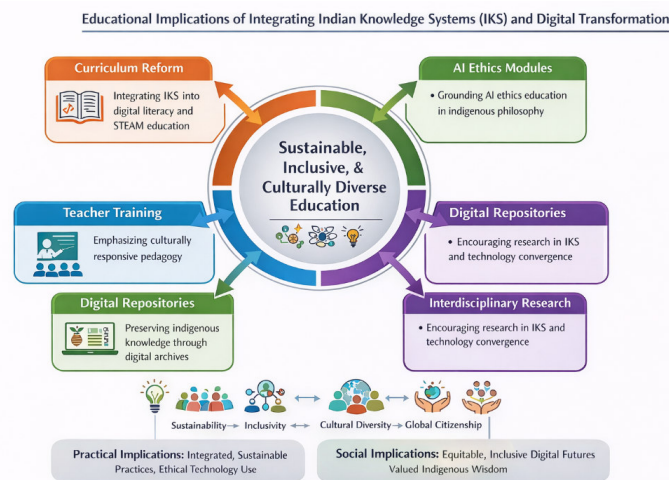 Educational Implications of Integrating Indian Knowledge Systems (IKS) and Digital Transformation
Curriculum Reform
Integrating IKS into
digital literacy and
STEAM education
AI Ethics Modules
• Grounding AI ethics education
in indigenous philosophy
Sustainable,
Inclusive, &
Culturally Diverse
Education
Teacher Training
Emphasizing culturally
responsive pedagogy
Digital Repositories
• Encouraging research in IKS
and technology convergence
Digital Repositories
Preserving indigenous
knowledge through
digital archives
Interdisciplinary Research
• Encouraging research in IKS and
technology convergence
Sustainability → Inclusivity ↔ Cultural Diversity → Global Citizenship
Practical Implications: Integrated, Sustainable
Practices, Ethical Technology Use
Social Implications: Equitable, Inclusive Digital Futures
Valued Indigenous Wisdom